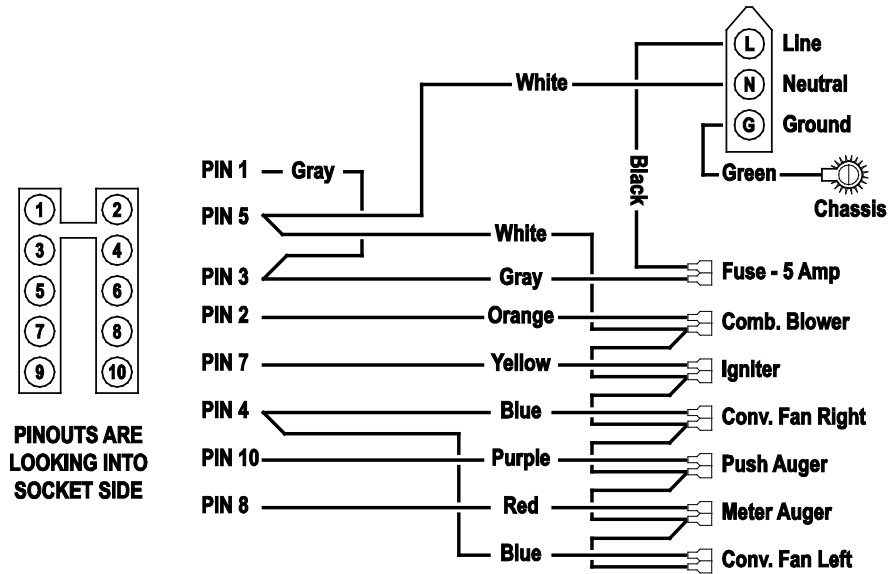 L Line
White N Neutral
G Ground
PIN 1 Gray Black Green
Chassis
1 2 PIN 5
White
3 4
PIN 3 Gray Fuse - 5 Amp
5 6
PIN 2 Orange Comb. Blower
7 8
PIN 7 Yellow Igniter
9 10
PIN 4 Blue Conv. Fan Right
PINOUTS ARE
LOOKING INTO
SOCKET SIDE
PIN 10 Purple Push Auger
PIN 8 Red Meter Auger
Blue Conv. Fan Left